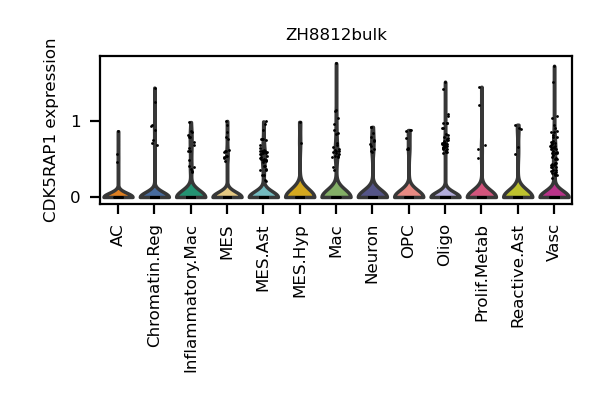 ZH8812bulk
CDK5RAP1 expression
1
0
AC
Chromatin.Reg
Inflammatory.Mac
MES
MES.Ast
MES.Hyp
Mac
Neuron
OPC
Oligo
Prolif.Metab
Reactive.Ast
Vasc